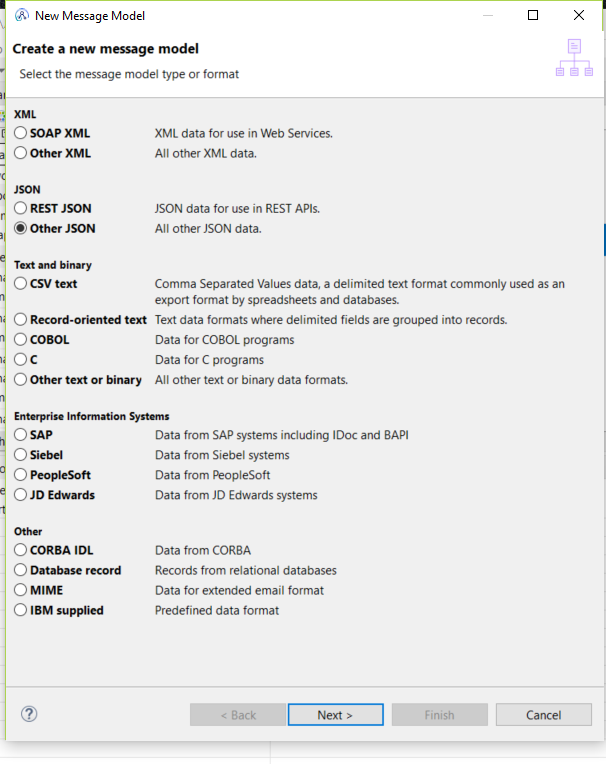 New Message Model
Create a new message model
Select the message model type or format
XML
SOAP XML XML data for use in Web Services.
Other XML All other XML data.
JSON
REST JSON JSON data for use in REST APIs.
Other JSON All other JSON data.
Text and binary
CSV text Comma Separated Values data, a delimited text format commonly used as an
export format by spreadsheets and databases.
Record-oriented text Text data formats where delimited fields are grouped into records.
COBOL Data for COBOL programs
C Data for C programs
Other text or binary All other text or binary data formats.
Enterprise Information Systems
SAP Data from SAP systems including IDoc and BAPI
Siebel Data from Siebel systems
PeopleSoft Data from PeopleSoft
JD Edwards Data from JD Edwards systems
Other
CORBA IDL Data from CORBA
Database record Records from relational databases
MIME Data for extended email format
IBM supplied Predefined data format
? < Back Next > Finish Cancel